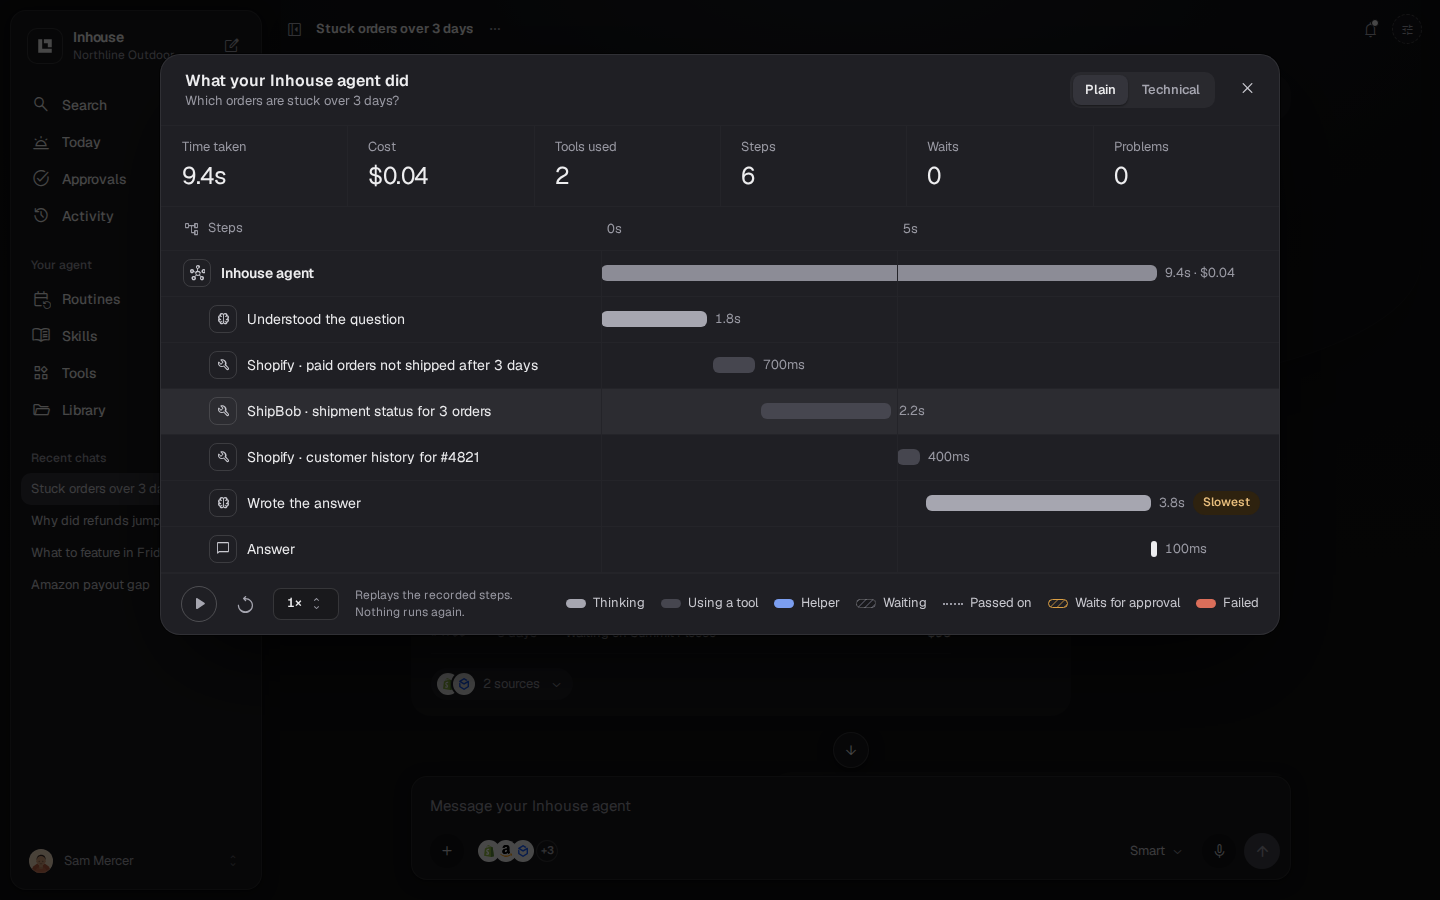 Inhouse
Northline Outdoor
Search
Today
Approvals
Activity
Your agent
Routines
Skills
Tools
Library
Recent chats
Stuck orders over 3 da
Why did refunds jump
What to feature in Frid
Amazon payout gap
Sam Mercer
Stuck orders over 3 days
What your Inhouse agent did
Which orders are stuck over 3 days?
Plain Technical
Time taken Cost Tools used Steps Waits Problems
9.4s $0.04 2 6 0 0
Steps 0s 5s
Inhouse agent 9.4s · $0.04
Understood the question 1.8s
Shopify · paid orders not shipped after 3 days 700ms
ShipBob · shipment status for 3 orders 2.2s
Shopify · customer history for #4821 400ms
Wrote the answer 3.8s Slowest
Answer 100ms
1×
Replays the recorded steps.
Nothing runs again.
Thinking Using a tool Helper Waiting Passed on Waits for approval Failed
2 sources
Message your Inhouse agent
a +3 Smart